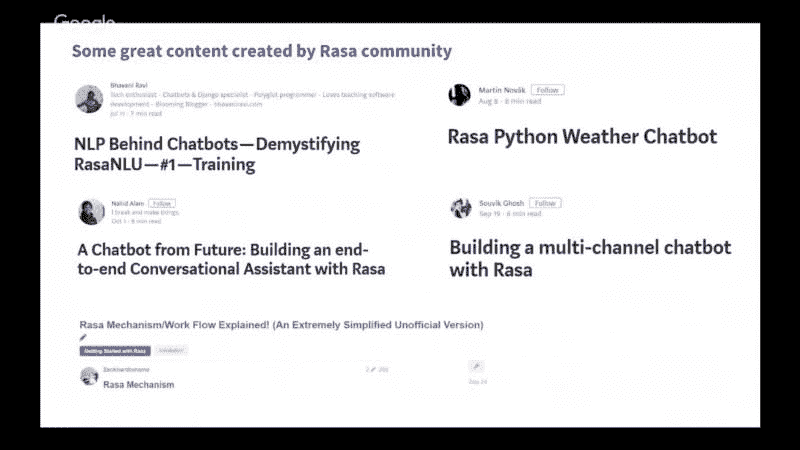 Google
Some great content created by Rasa community
Bhavani Ravi
Tech enthusiast - Chatbots & Django specialist - Polyglot programmer - Loves teaching software
development - Blooming Blogger - bhavaniravi.com
Jul 11 · 7 min read
NLP Behind Chatbots — Demystifying
RasaNLU — #1 — Training
Martin Novák Follow
Aug 8 · 6 min read
Rasa Python Weather Chatbot
Nahid Alam Follow
I break and make things.
Oct 1 · 6 min read
A Chatbot from Future: Building an end-
to-end Conversational Assistant with Rasa
Souvik Ghosh Follow
Sep 19 · 6 min read
Building a multi-channel chatbot
with Rasa
Rasa Mechanism/Work Flow Explained! (An Extremely Simplified Unofficial Version)
Getting Started with Rasa
Rasa Mechanism